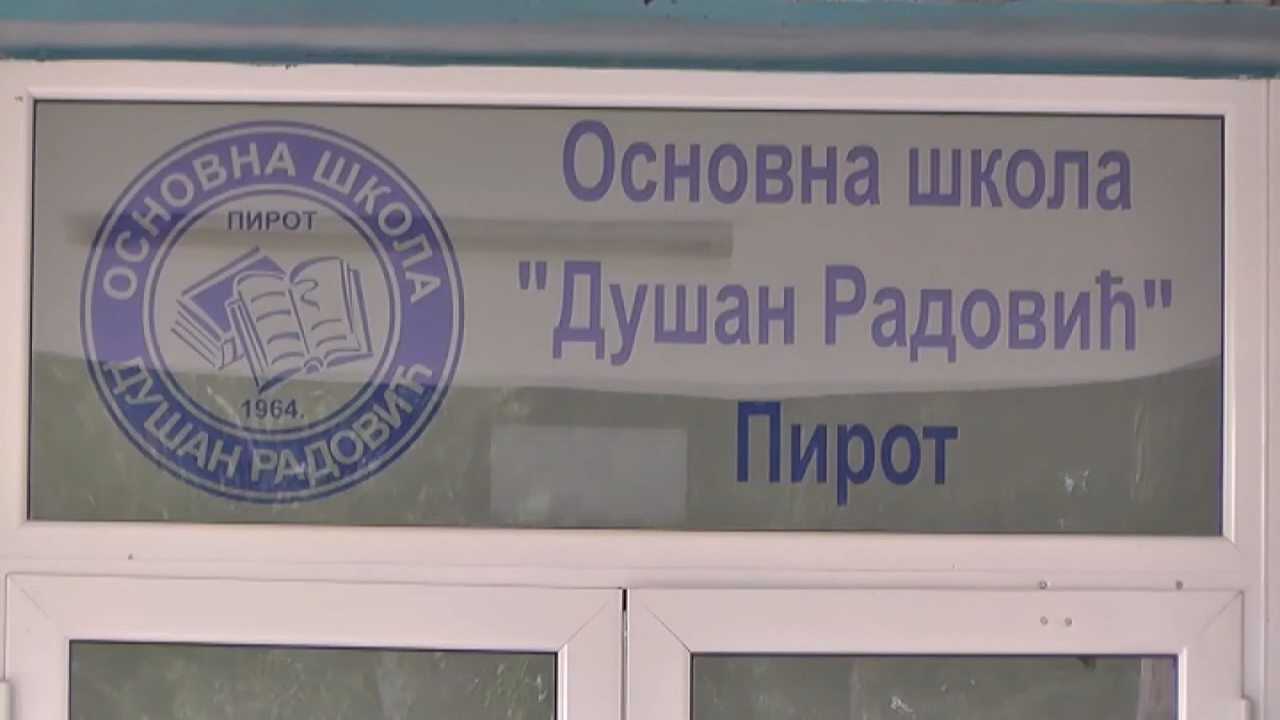 ОСНОВНА ШКОЛА
ПИРОТ
1964.
ДУШАН РАДОВИЋ
Основна школа
"Душан Радовић"
Пирот